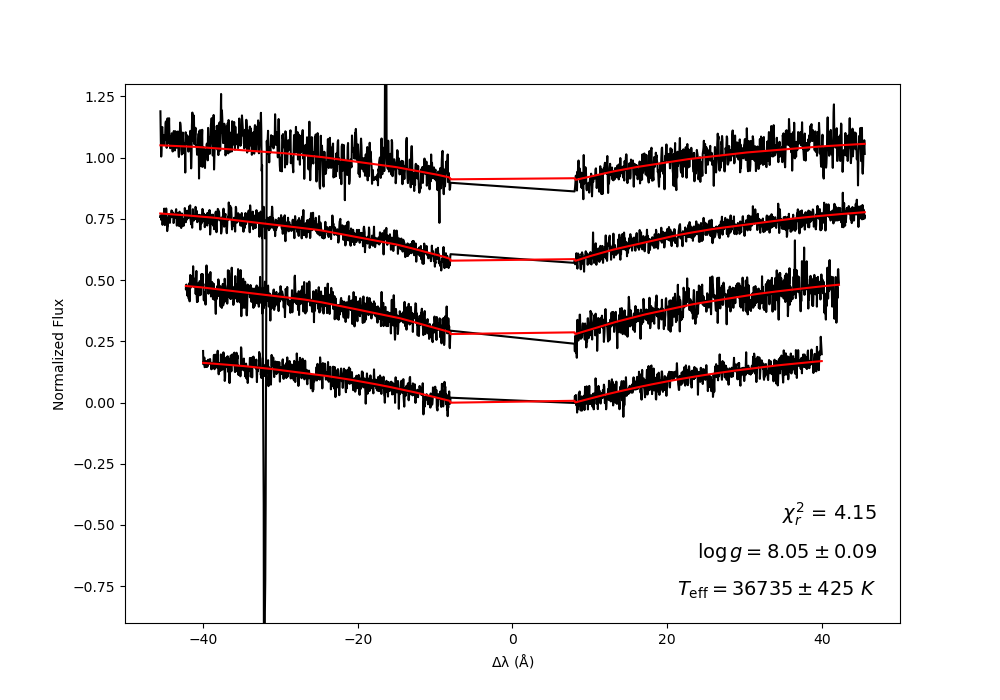 1.25
1.00
0.75
0.50
0.25
0.00
−0.25
−0.50
−0.75
Normalized Flux
χ²ᵣ = 4.15
log g = 8.05 ± 0.09
T_eff = 36735 ± 425 K
−40 −20 0 20 40
Δλ (Å)